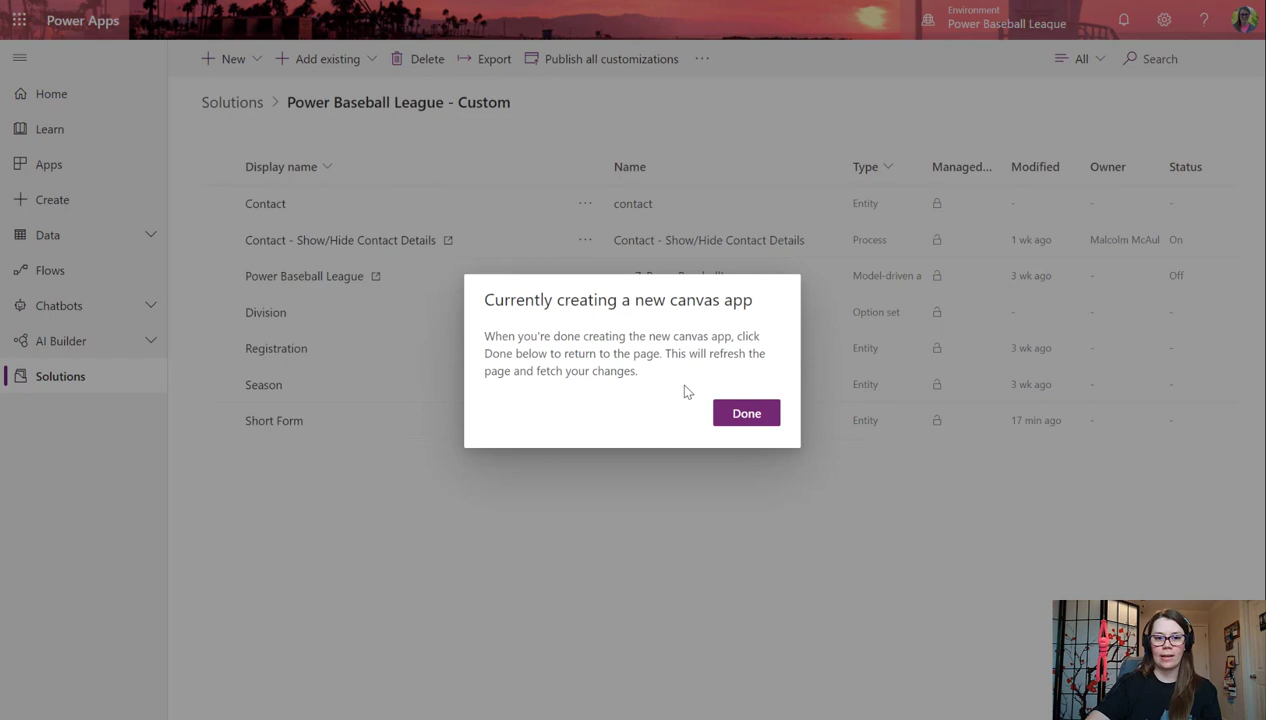 Power Apps
Environment
Power Baseball League
New
Add existing
Delete
Export
Publish all customizations
All
Search
Solutions > Power Baseball League - Custom
Home
Learn
Apps
Create
Data
Flows
Chatbots
AI Builder
Solutions
Display name Name Type Managed... Modified Owner Status
Contact ... contact Entity - - -
Contact - Show/Hide Contact Details ... Contact - Show/Hide Contact Details Process 1 wk ago Malcolm McAul On
Power Baseball League Model-driven a 3 wk ago - Off
Division Option set - - -
Registration Entity 3 wk ago - -
Season Entity 3 wk ago - -
Short Form Entity 17 min ago - -
Currently creating a new canvas app
When you're done creating the new canvas app, click
Done below to return to the page. This will refresh the
page and fetch your changes.
Done